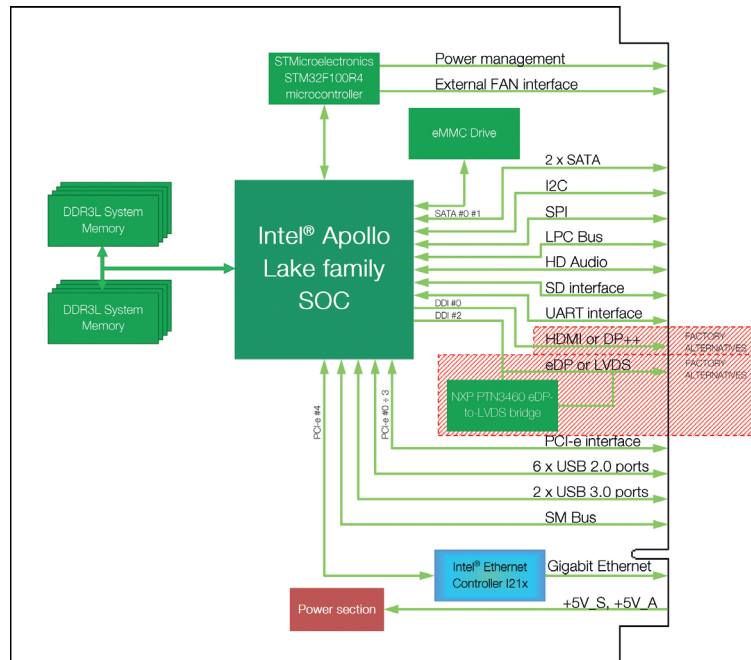 STMicroelectronics
STM32F100R4
microcontroller
Power management
External FAN interface
eMMC Drive
2 x SATA
SATA #0 #1
I2C
SPI
LPC Bus
HD Audio
SD interface
UART interface
DDR3L System
Memory
DDR3L System
Memory
Intel® Apollo
Lake family
SOC
DDI #0
DDI #2
HDMI or DP++
FACTORY
ALTERNATIVES
eDP or LVDS
FACTORY
ALTERNATIVES
NXP PTN3460 eDP-
to-LVDS bridge
PCI-e #4
PCI-e #0 ÷ 3
PCI-e interface
6 x USB 2.0 ports
2 x USB 3.0 ports
SM Bus
Intel® Ethernet
Controller I21x
Gigabit Ethernet
Power section
+5V_S, +5V_A